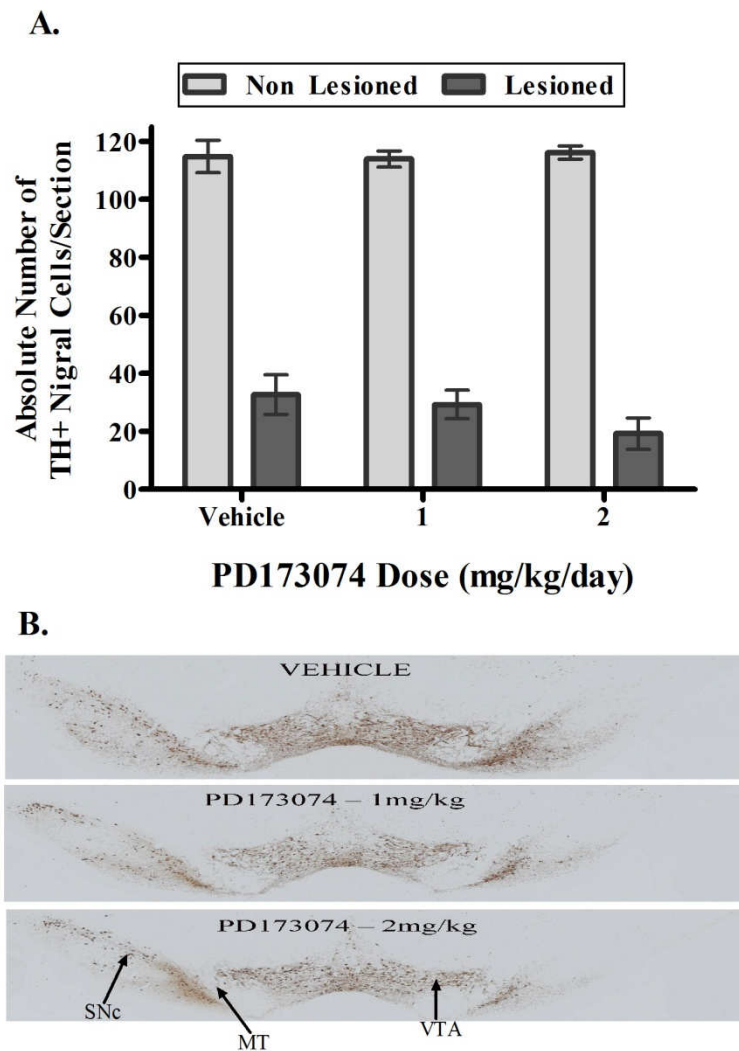 A.
Non Lesioned Lesioned
Absolute Number of
TH+ Nigral Cells/Section
120
100
80
60
40
20
0
Vehicle 1 2
PD173074 Dose (mg/kg/day)
B.
VEHICLE
PD173074 – 1mg/kg
PD173074 – 2mg/kg
SNc
MT
VTA